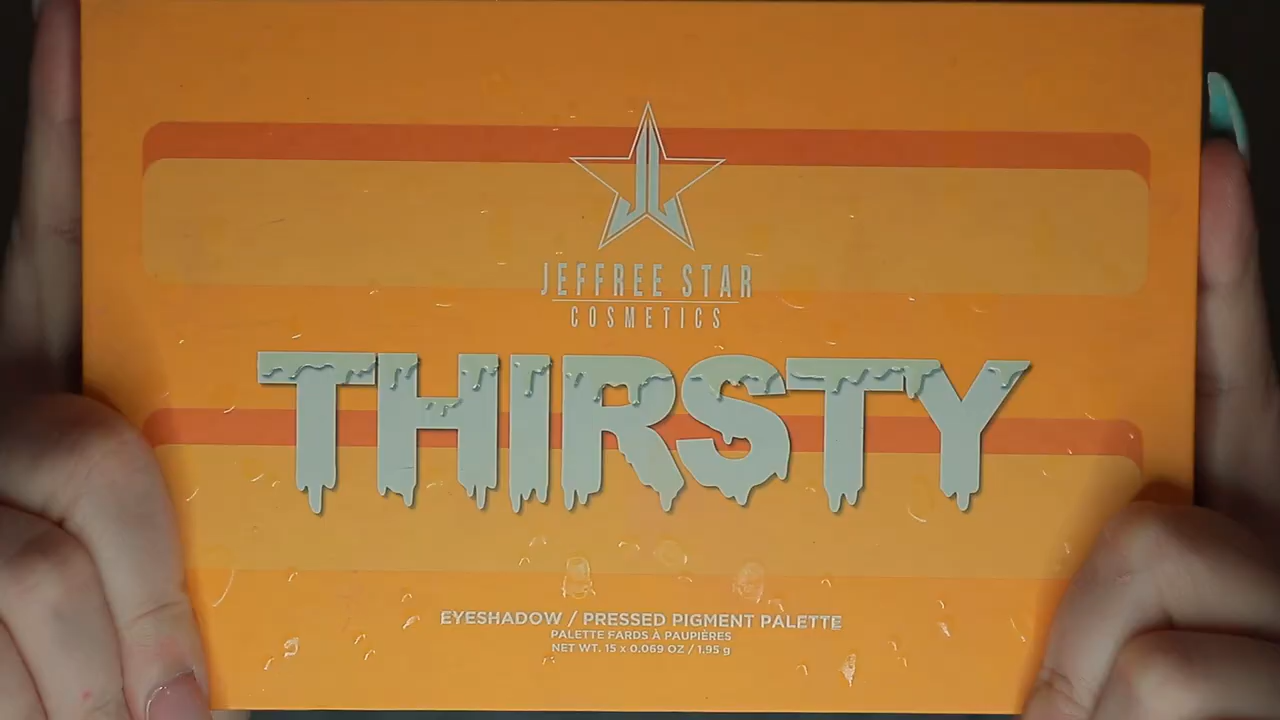 JEFFREE STAR
COSMETICS
THIRSTY
EYESHADOW / PRESSED PIGMENT PALETTE
PALETTE FARDS À PAUPIÈRES
NET WT. 15 x 0.069 OZ / 1.95 g